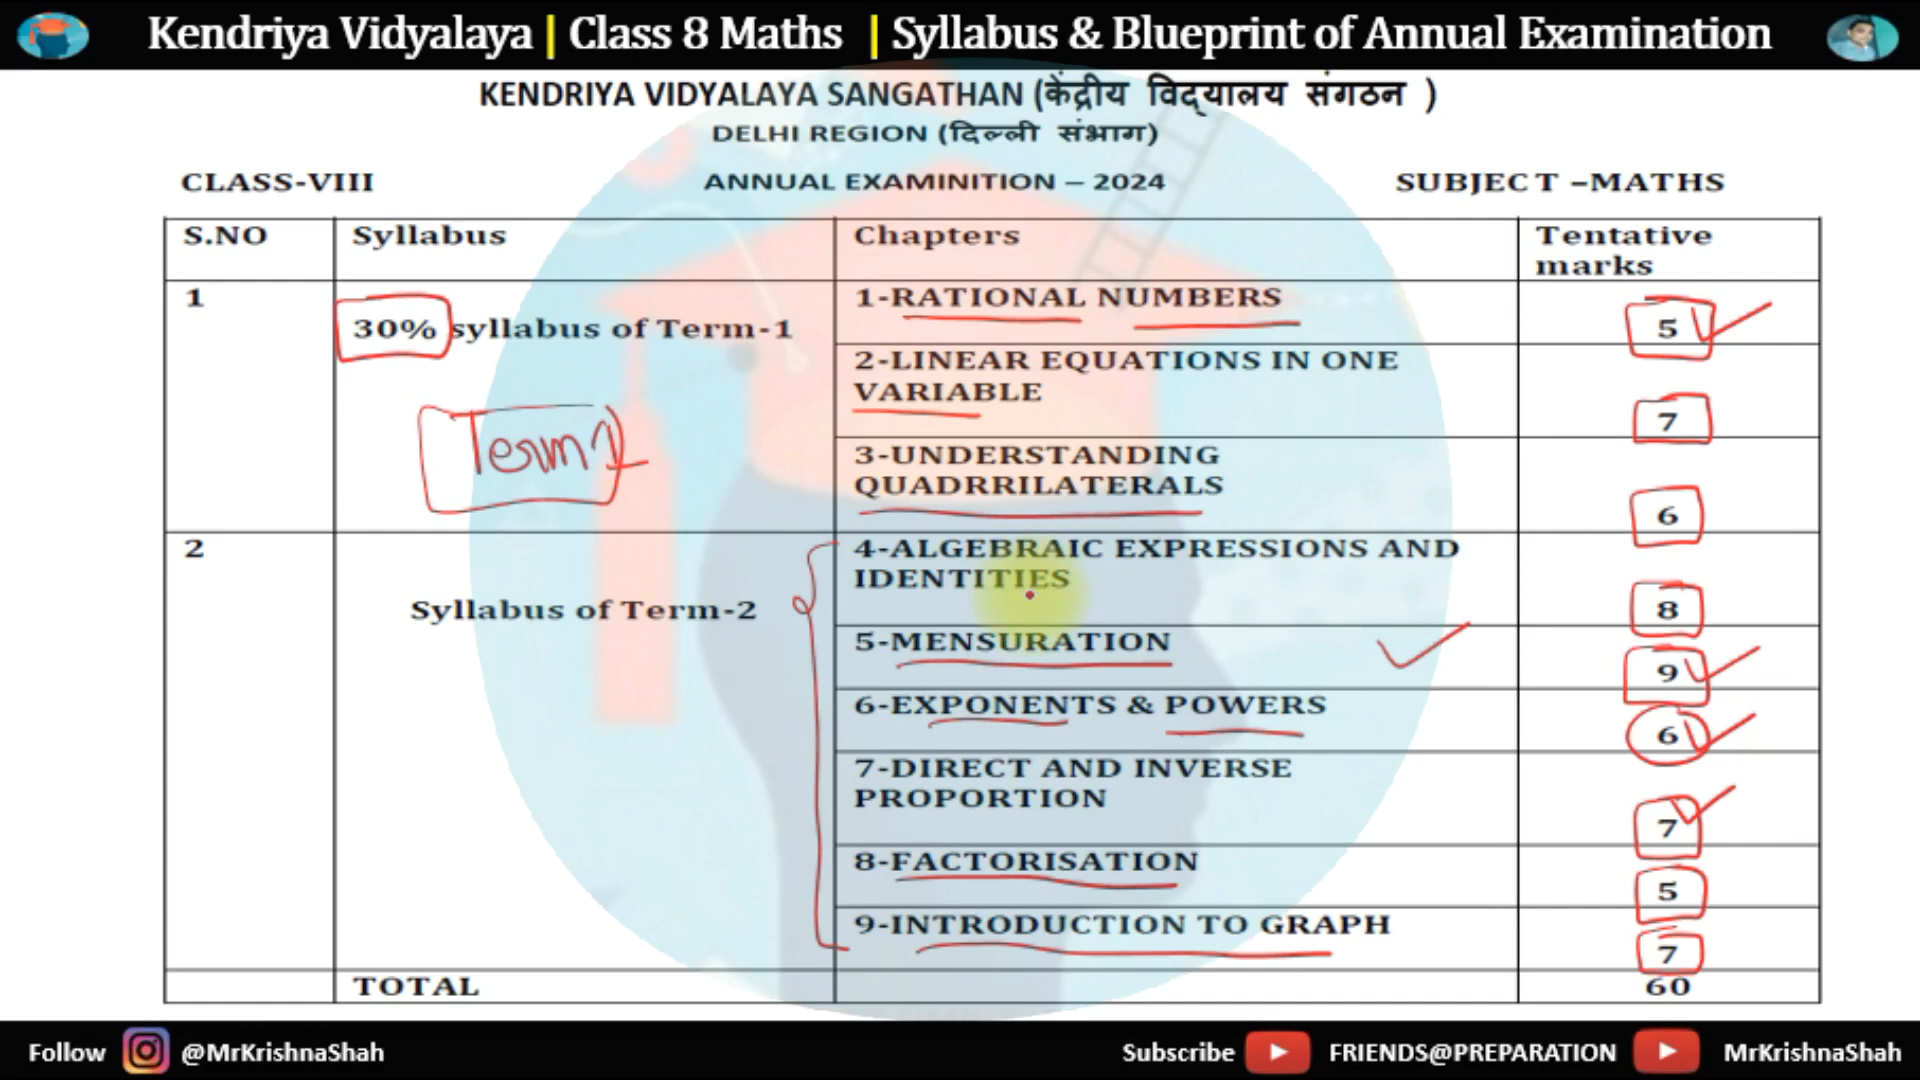 Kendriya Vidyalaya | Class 8 Maths | Syllabus & Blueprint of Annual Examination
KENDRIYA VIDYALAYA SANGATHAN (केंद्रीय विद्यालय संगठन )
DELHI REGION (दिल्ली संभाग)
CLASS-VIII ANNUAL EXAMINITION – 2024 SUBJECT –MATHS
S.NO Syllabus Chapters Tentative
marks
1 30% syllabus of Term-1 1-RATIONAL NUMBERS 5
Term 1
2-LINEAR EQUATIONS IN ONE
VARIABLE 7
3-UNDERSTANDING
QUADRRILATERALS 6
2 Syllabus of Term-2 4-ALGEBRAIC EXPRESSIONS AND
IDENTITIES 8
5-MENSURATION 9
6-EXPONENTS & POWERS 6
7-DIRECT AND INVERSE
PROPORTION 7
8-FACTORISATION 5
9-INTRODUCTION TO GRAPH 7
TOTAL 60
Follow @MrKrishnaShah Subscribe FRIENDS@PREPARATION MrKrishnaShah